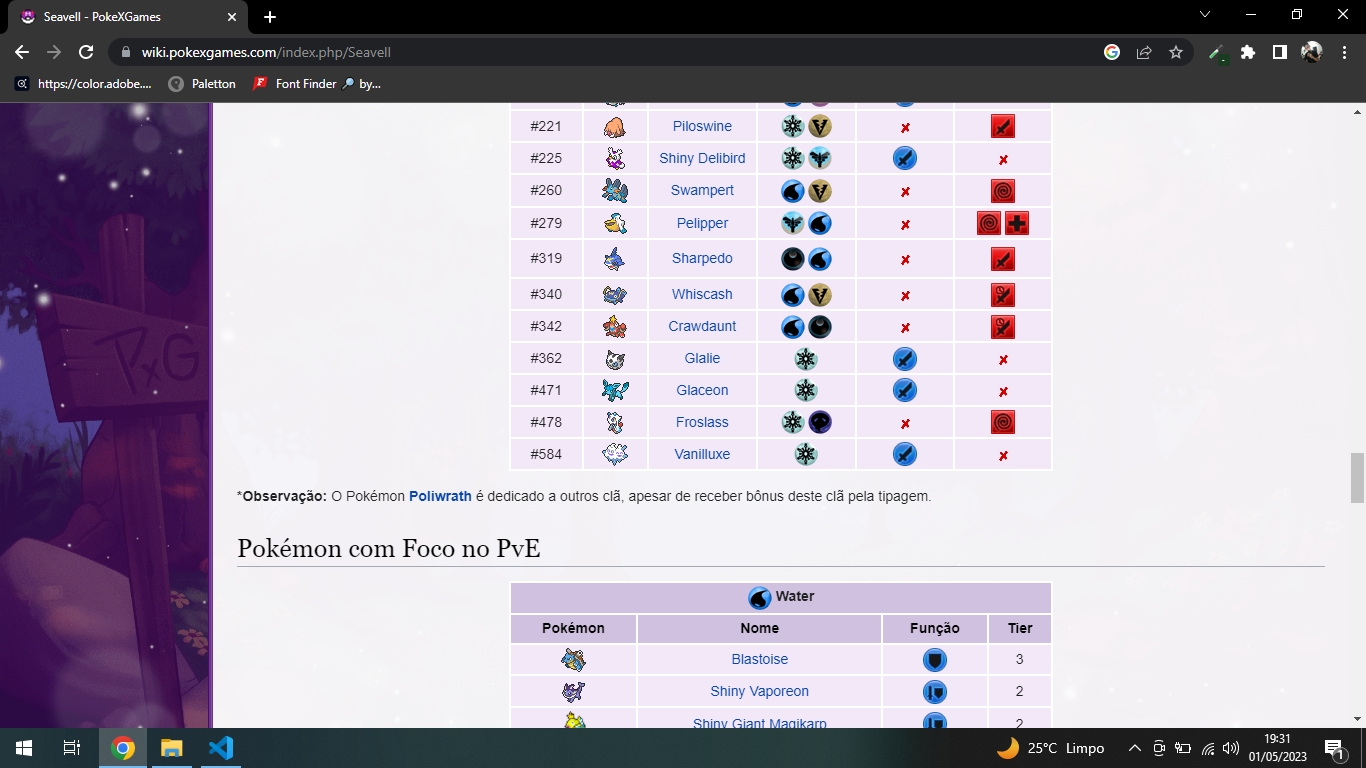 Seavell - PokeXGames
wiki.pokexgames.com/index.php/Seavell
https://color.adobe.... Paletton Font Finder 🔎 by...
#221 Piloswine
#225 Shiny Delibird
#260 Swampert
#279 Pelipper
#319 Sharpedo
#340 Whiscash
#342 Crawdaunt
#362 Glalie
#471 Glaceon
#478 Froslass
#584 Vanilluxe
PxG
*Observação: O Pokémon Poliwrath é dedicado a outros clã, apesar de receber bônus deste clã pela tipagem.
Pokémon com Foco no PvE
Water
Pokémon Nome Função Tier
Blastoise 3
Shiny Vaporeon 2
Shiny Giant Magikarp 2
25°C Limpo
19:31
01/05/2023
1